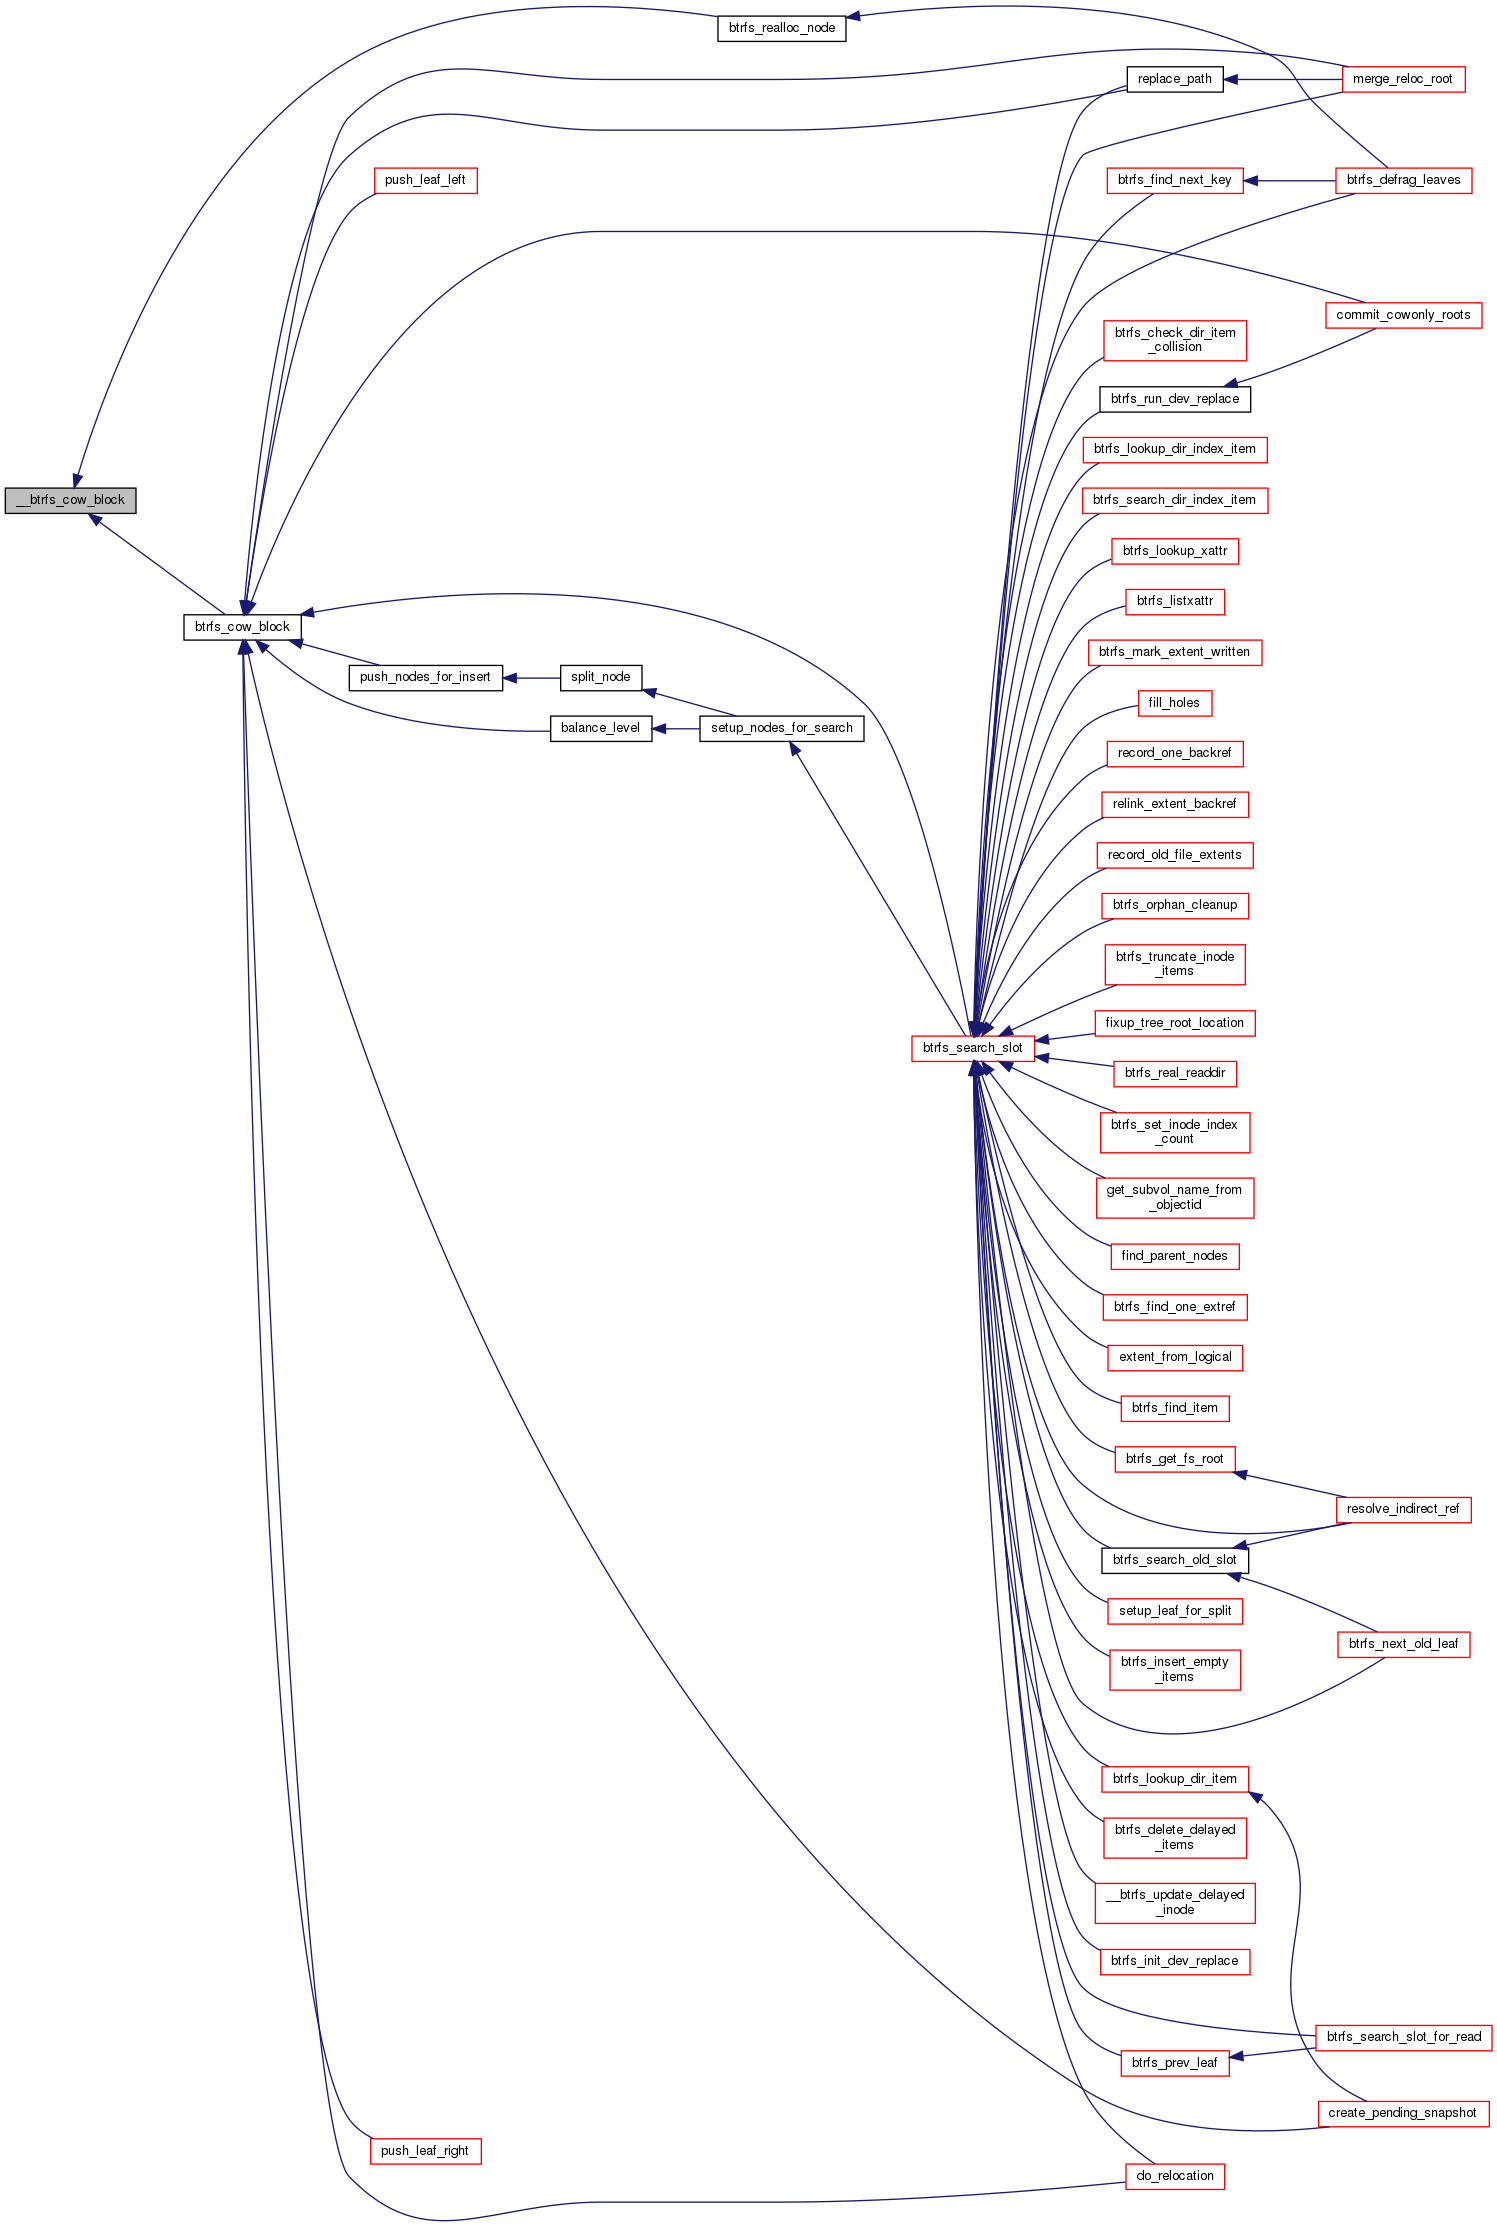 btrfs_realloc_node
replace_path
merge_reloc_root
push_leaf_left
btrfs_find_next_key
btrfs_defrag_leaves
commit_cowonly_roots
btrfs_check_dir_item
_collision
btrfs_run_dev_replace
btrfs_lookup_dir_index_item
__btrfs_cow_block
btrfs_search_dir_index_item
btrfs_lookup_xattr
btrfs_listxattr
btrfs_cow_block
btrfs_mark_extent_written
push_nodes_for_insert
split_node
fill_holes
balance_level
setup_nodes_for_search
record_one_backref
relink_extent_backref
record_old_file_extents
btrfs_orphan_cleanup
btrfs_truncate_inode
_items
fixup_tree_root_location
btrfs_search_slot
btrfs_real_readdir
btrfs_set_inode_index
_count
get_subvol_name_from
_objectid
find_parent_nodes
btrfs_find_one_extref
extent_from_logical
btrfs_find_item
btrfs_get_fs_root
resolve_indirect_ref
btrfs_search_old_slot
setup_leaf_for_split
btrfs_next_old_leaf
btrfs_insert_empty
_items
btrfs_lookup_dir_item
btrfs_delete_delayed
_items
__btrfs_update_delayed
_inode
btrfs_init_dev_replace
btrfs_search_slot_for_read
btrfs_prev_leaf
create_pending_snapshot
push_leaf_right
do_relocation